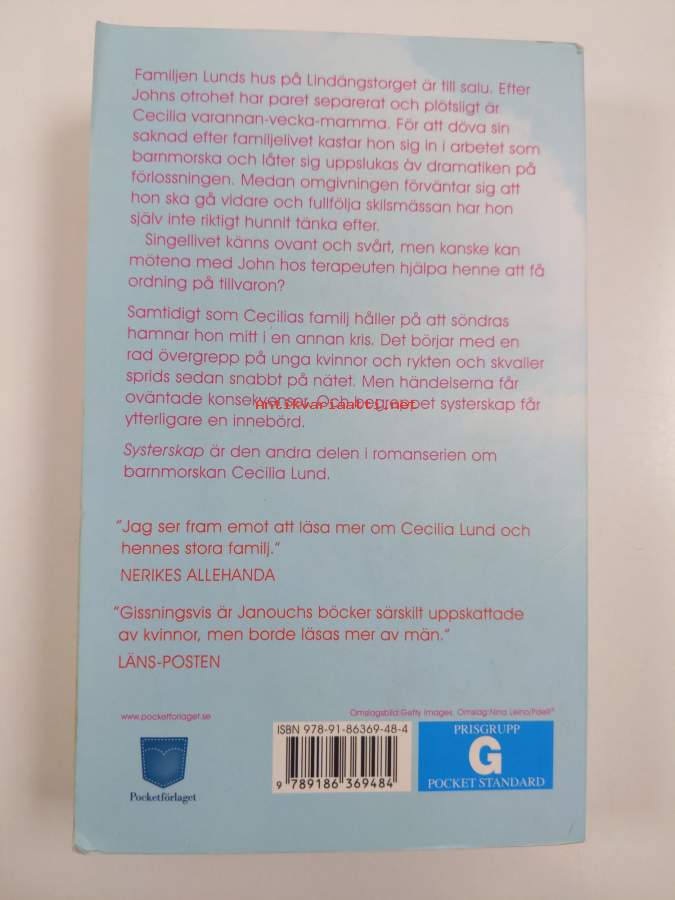 Familjen Lunds hus på Lindängstorget är till salu. Efter
Johns otrohet har paret separerat och plötsligt är
Cecilia varannan-vecka-mamma. För att döva sin
saknad efter familjelivet kastar hon sig in i arbetet som
barnmorska och låter sig uppslukas av dramatiken på
förlossningen. Medan omgivningen förväntar sig att
hon ska gå vidare och fullfölja skilsmässan har hon
själv inte riktigt hunnit tänka efter.
Singellivet känns ovant och svårt, men kanske kan
mötena med John hos terapeuten hjälpa henne att få
ordning på tillvaron?
Samtidigt som Cecilias familj håller på att söndras
hamnar hon mitt i en annan kris. Det börjar med en
rad övergrepp på unga kvinnor och rykten och skvaller
sprids sedan snabbt på nätet. Men händelserna får
oväntade konsekvenser. Och begreppet systerskap får
Antikvariaatti.net
ytterligare en innebörd.
Systerskap är den andra delen i romanserien om
barnmorskan Cecilia Lund.
"Jag ser fram emot att läsa mer om Cecilia Lund och
hennes stora familj."
NERIKES ALLEHANDA
"Gissningsvis är Janouchs böcker särskilt uppskattade
av kvinnor, men borde läsas mer av män."
LÄNS-POSTEN
www.pocketforlaget.se
Omslagsbild:Getty Images Omslag:Nina Leino/Pdell®
ISBN 978-91-86369-48-4
9 789186 369484
PRISGRUPP
G
POCKET STANDARD
Pocketförlaget